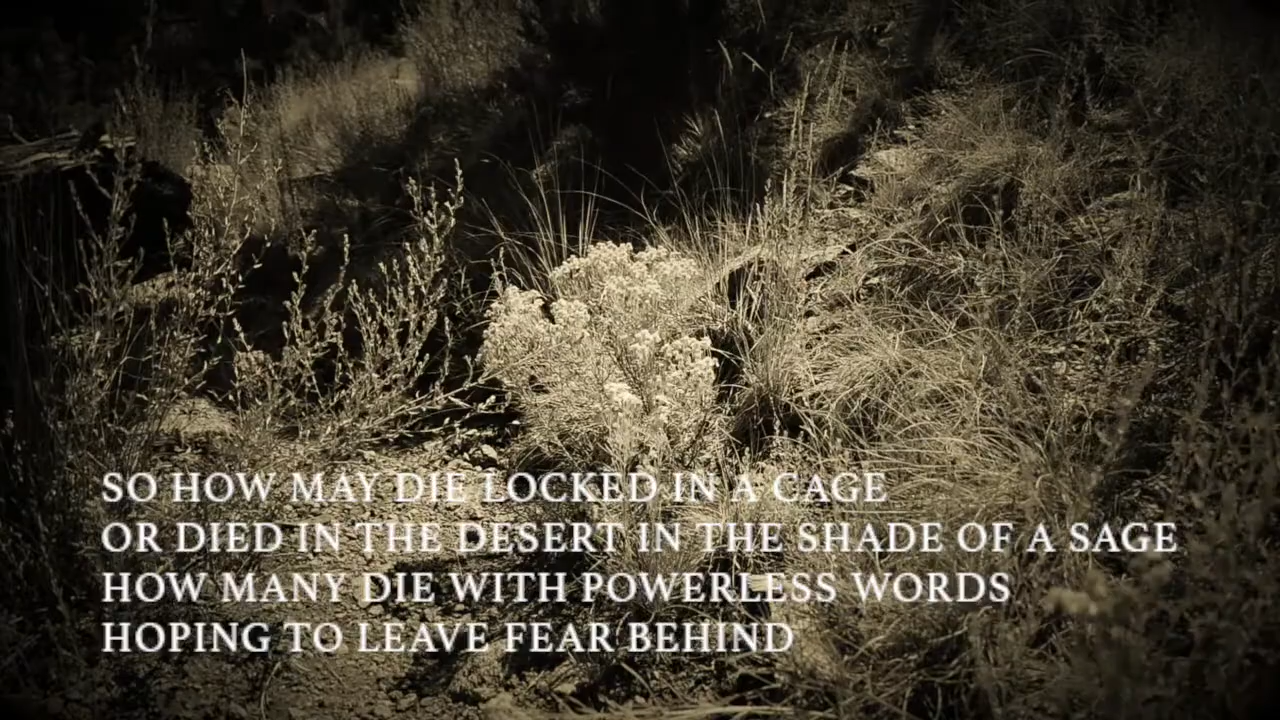 SO HOW MAY DIE LOCKED IN A CAGE
OR DIED IN THE DESERT IN THE SHADE OF A SAGE
HOW MANY DIE WITH POWERLESS WORDS
HOPING TO LEAVE FEAR BEHIND